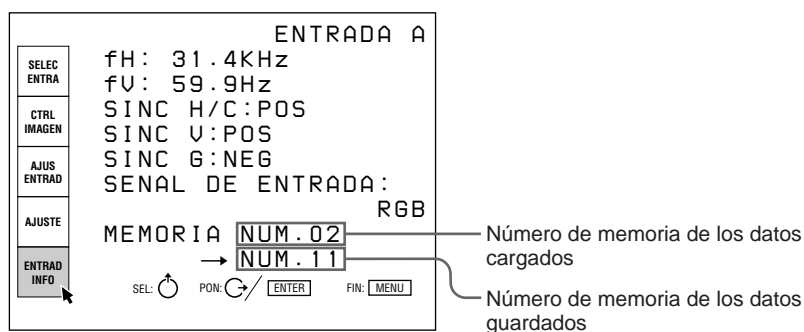 ENTRADA A
SELEC
ENTRA
CTRL
IMAGEN
AJUS
ENTRAD
AJUSTE
ENTRAD
INFO
fH: 31.4KHz
fV: 59.9Hz
SINC H/C:POS
SINC V:POS
SINC G:NEG
SENAL DE ENTRADA:
RGB
MEMORIA NUM.02
→ NUM.11
SEL: PON: / ENTER FIN: MENU
Número de memoria de los datos
cargados
Número de memoria de los datos
guardados